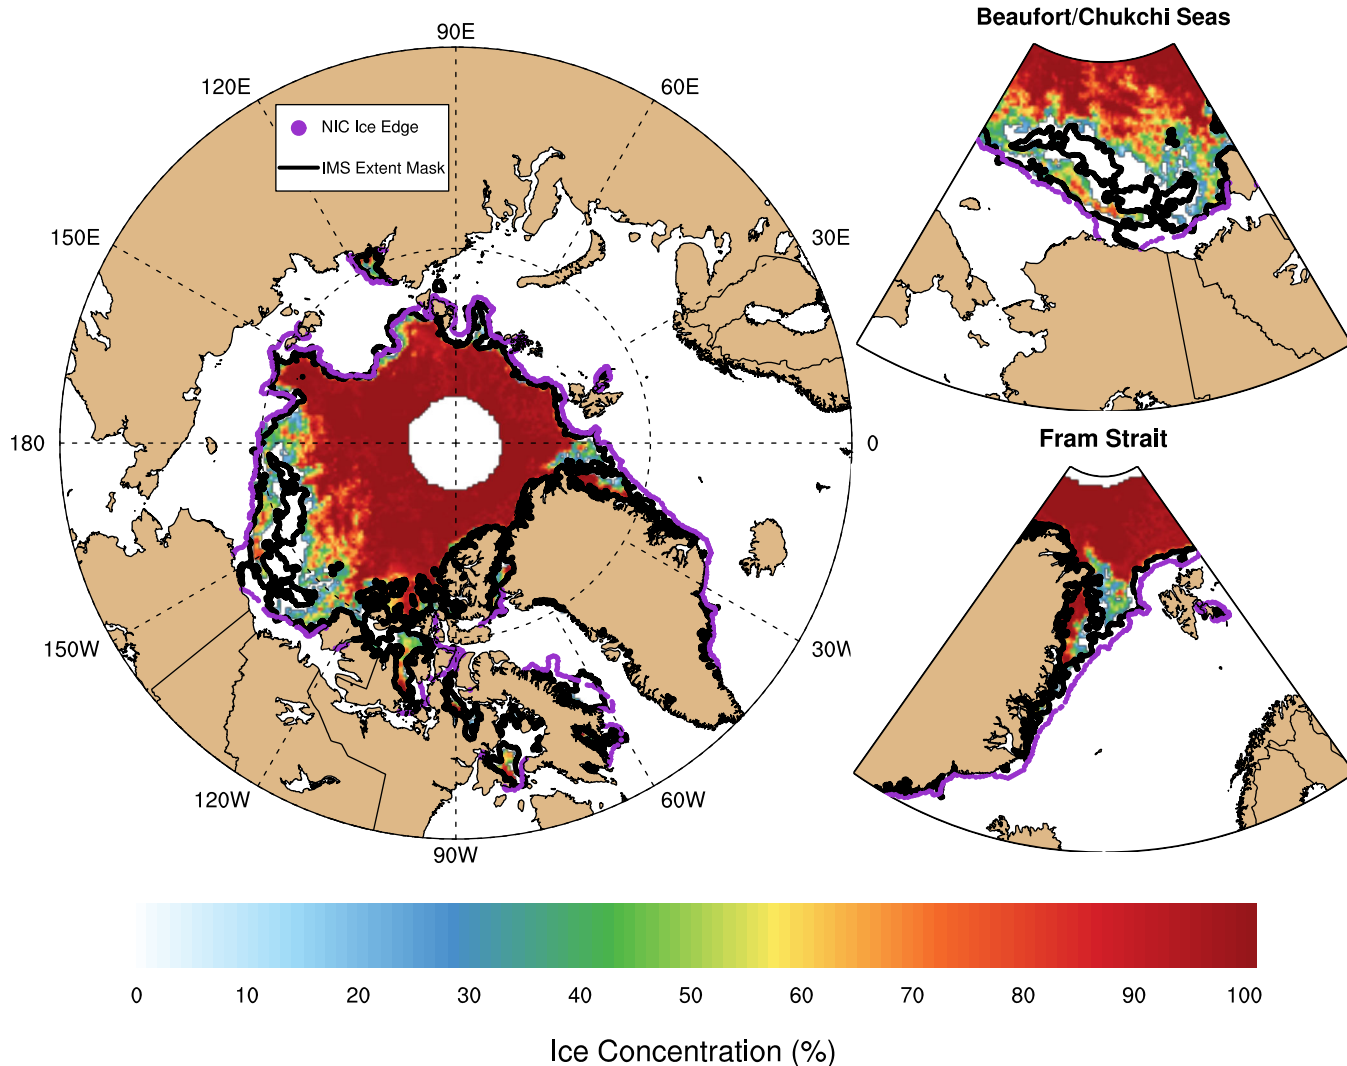 Beaufort/Chukchi Seas
90E
120E
60E
NIC Ice Edge
IMS Extent Mask
150E
30E
180
0
Fram Strait
150W
30W
120W
60W
90W
0 10 20 30 40 50 60 70 80 90 100
Ice Concentration (%)